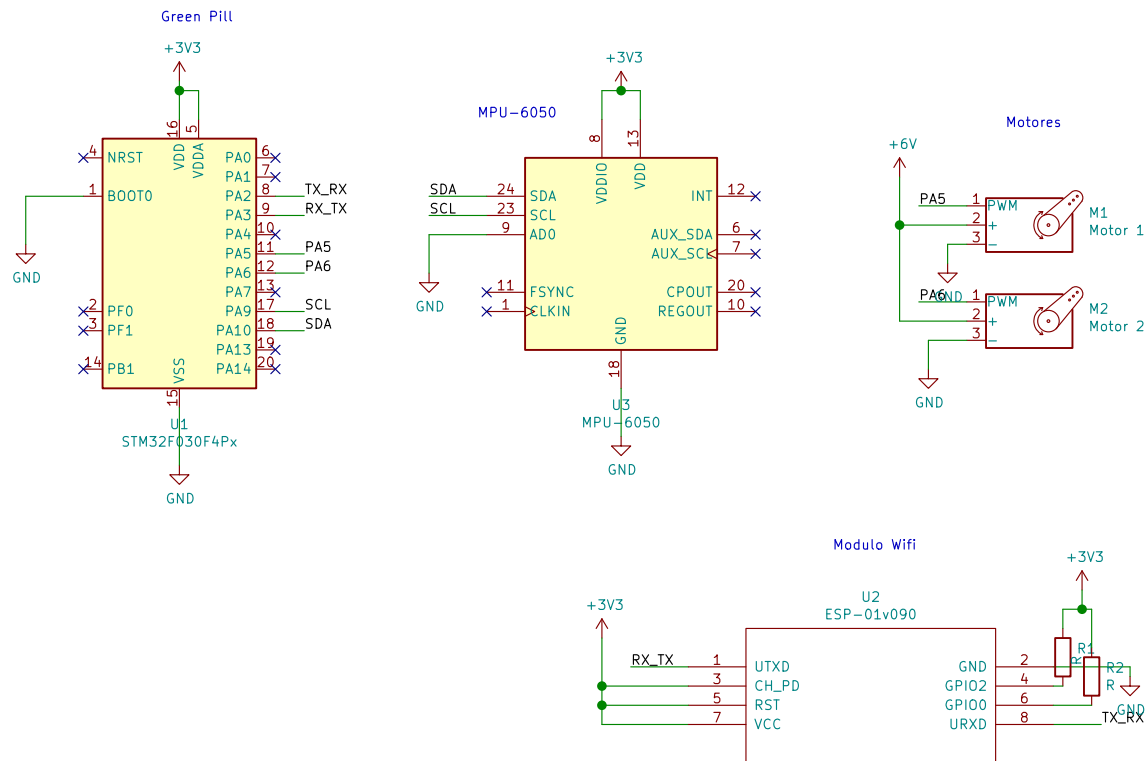 Green Pill
+3V3
16
5
VDD
VDDA
4
NRST
1
BOOT0
2
PF0
3
PF1
14
PB1
PA0
6
PA1
7
PA2
8
TX_RX
PA3
9
RX_TX
PA4
10
PA5
11
PA5
PA6
12
PA6
PA7
13
PA9
17
SCL
PA10
18
SDA
PA13
19
PA14
20
VSS
15
GND
U1
STM32F030F4Px
GND
MPU-6050
+3V3
8
13
VDDIO
VDD
SDA
24
SDA
SCL
23
SCL
9
AD0
GND
11
FSYNC
1
CLKIN
INT
12
AUX_SDA
6
AUX_SCL
7
CPOUT
20
REGOUT
10
GND
18
U3
MPU-6050
GND
Motores
+6V
PA5
1
PWM
2
+
3
-
M1
Motor 1
GND
PA6
1
PWM
2
+
3
-
M2
Motor 2
GND
Modulo Wifi
+3V3
+3V3
U2
ESP-01v090
RX_TX
1
UTXD
3
CH_PD
5
RST
7
VCC
GND
2
GPIO2
4
GPIO0
6
URXD
8
TX_RX
R1
R
R2
R
GND